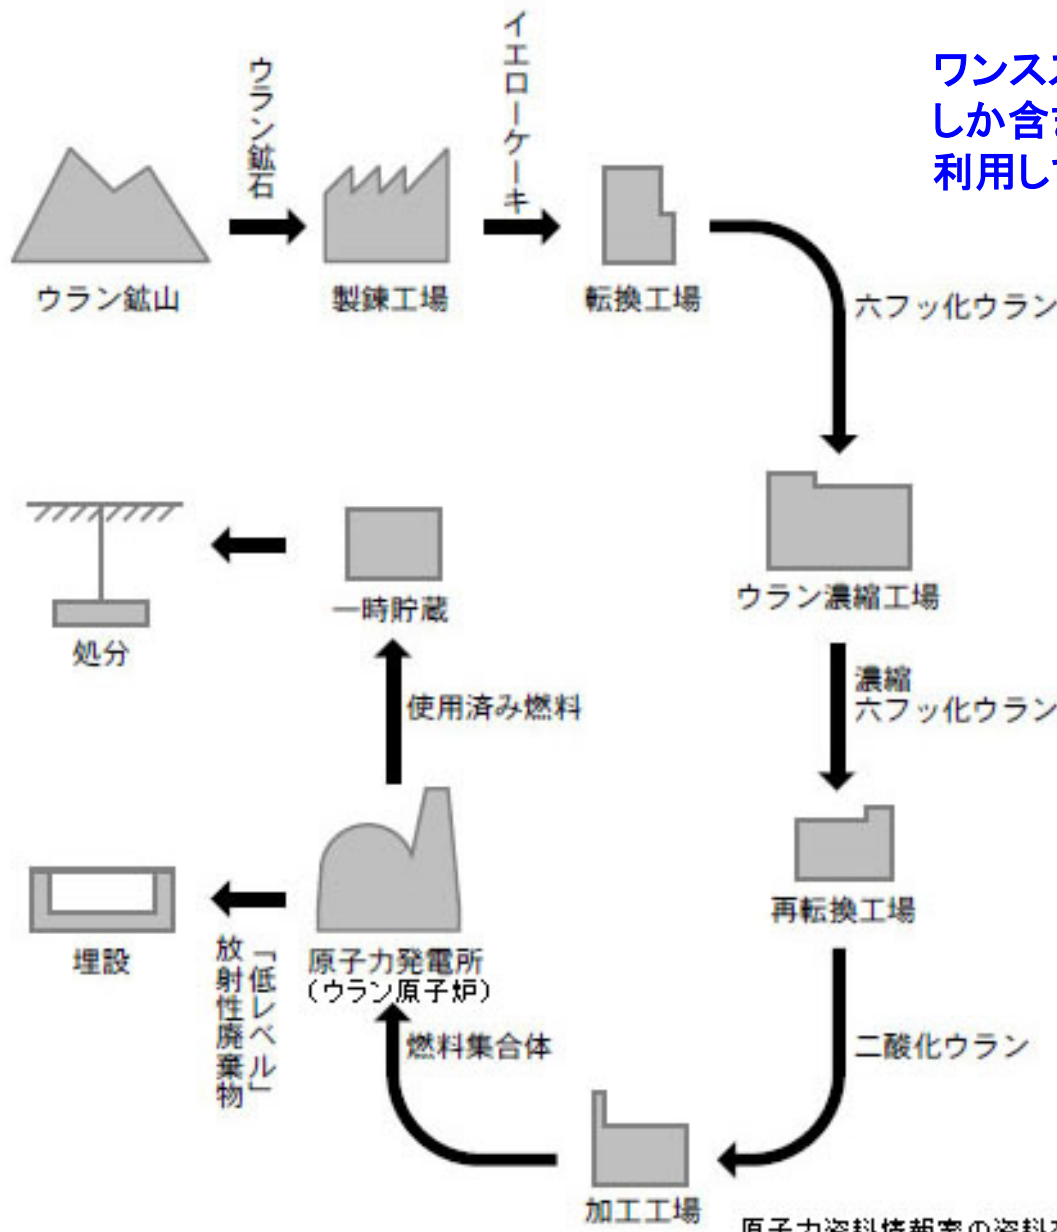 ウラン鉱石
イエローケーキ
ワンス
しか含
利用し
ウラン鉱山
製錬工場
転換工場
六フッ化ウラン
ウラン濃縮工場
処分
一時貯蔵
使用済み燃料
濃縮
六フッ化ウラン
再転換工場
埋設
「低レベル」
放射性廃棄物
原子力発電所
(ウラン原子炉)
燃料集合体
二酸化ウラン
加工工場
原子力資料情報室の資料